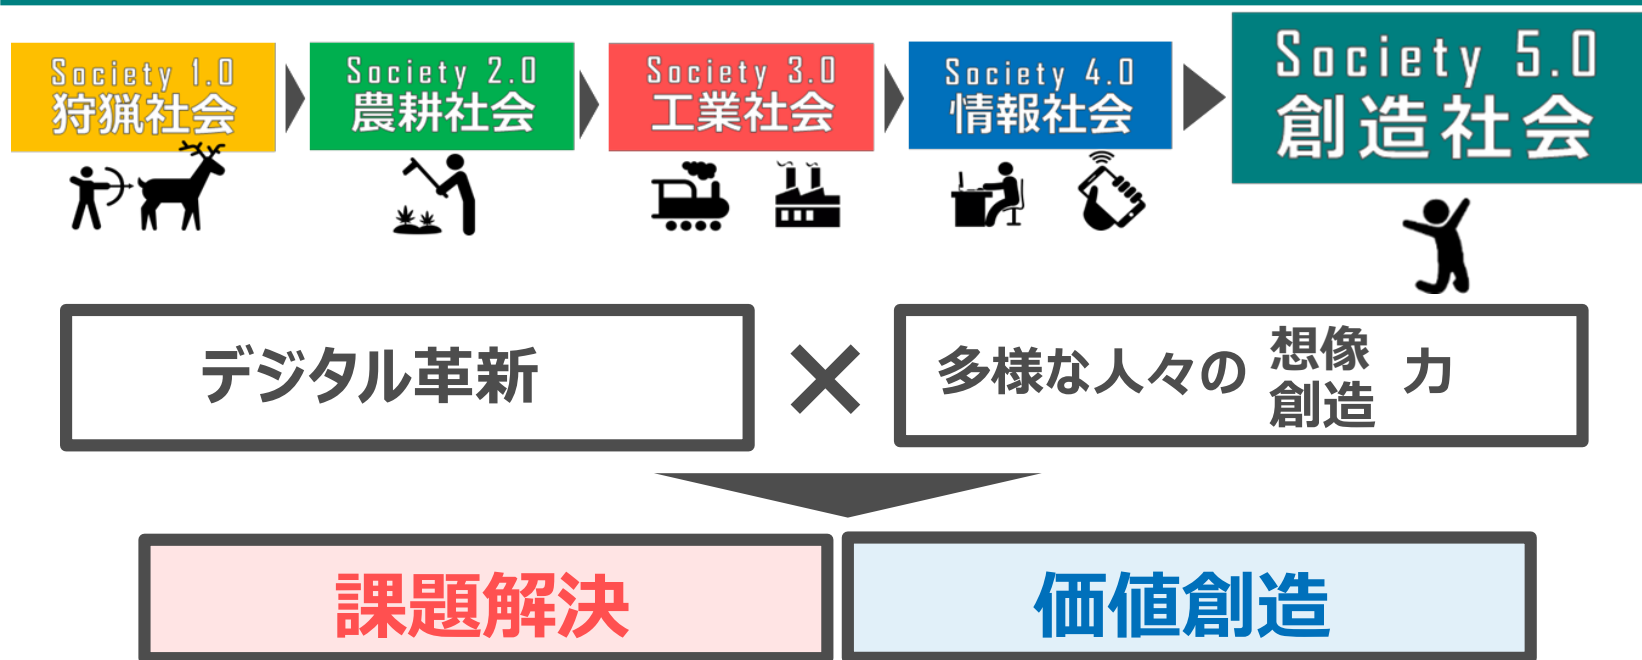 Society 1.0
狩猟社会
Society 2.0
農耕社会
Society 3.0
工業社会
Society 4.0
情報社会
Society 5.0
創造社会
デジタル革新
×
多様な人々の 想像 力
創造
課題解決
価値創造